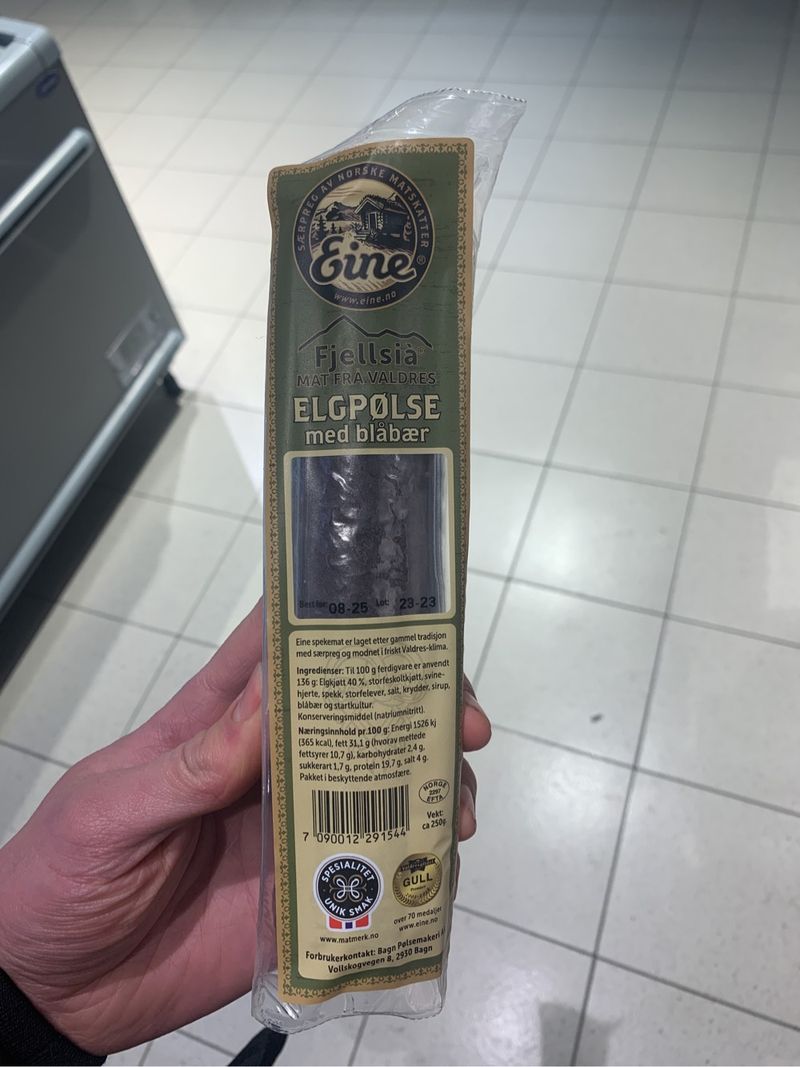 SÆRPREG AV NORSKE MATSKATTER
Eine®
www.eine.no
Fjellsià®
MAT FRA VALDRES
ELGPØLSE
med blåbær
Best før: 08-25 Lot: 23-23
Eine spekemat er laget etter gammel tradisjon
med særpreg og modnet i friskt Valdres-klima.
Ingredienser: Til 100 g ferdigvare er anvendt
136 g: Elgkjøtt 40 %, storfeskoltkjøtt, svine-
hjerte, spekk, storfelever, salt, krydder, sirup,
blåbær og startkultur.
Konserveringsmiddel (natriumnitritt).
Næringsinnhold pr.100 g: Energi 1526 kj
(365 kcal), fett 31,1 g (hvorav mettede
fettsyrer 10,7 g), karbohydrater 2,4 g,
sukkerart 1,7 g, protein 19,7 g, salt 4 g.
Pakket i beskyttende atmosfære.
NORGE
2297
EFTA
Vekt:
ca 250g
7 090012 291544
SPESIALITET
UNIK SMAK
www.matmerk.no
GULL
over 70 medaljer
www.eine.no
Forbrukerkontakt: Bagn Pølsemakeri
Vollskogvegen 8, 2930 Bagn